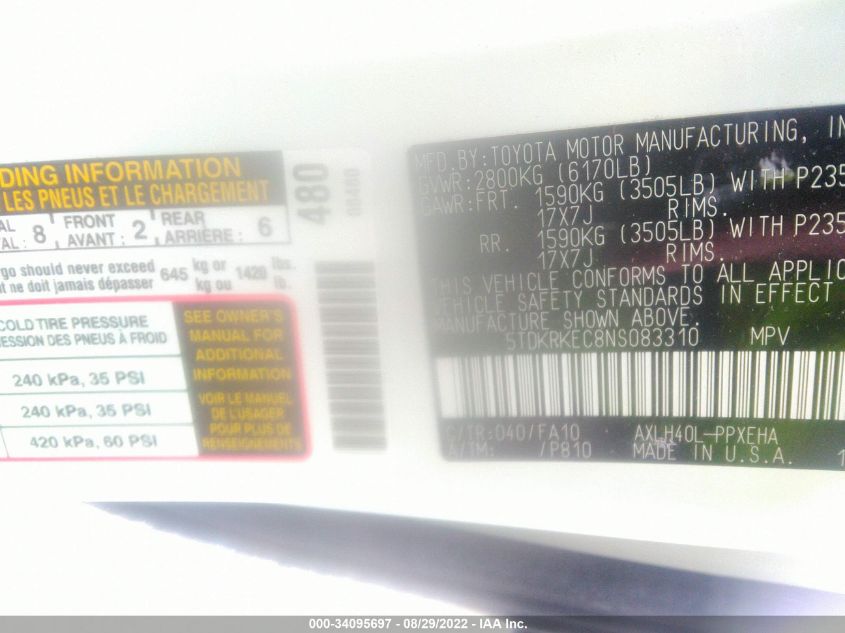 DING INFORMATION
LES PNEUS ET LE CHARGEMENT
AL : 8 FRONT AVANT : 2 REAR ARRIÈRE : 6
rgo should never exceed 645 kg or 1420 lbs.
nt ne doit jamais dépasser kg ou lb.
COLD TIRE PRESSURE
ESSION DES PNEUS À FROID
240 kPa, 35 PSI
240 kPa, 35 PSI
420 kPa, 60 PSI
SEE OWNER'S
MANUAL FOR
ADDITIONAL
INFORMATION
VOIR LE MANUEL
DE L'USAGER
POUR PLUS DE
RENSEIGNEMENTS
480
08480
MFD. BY: TOYOTA MOTOR MANUFACTURING, IN
GVWR: 2800KG (6170LB)
GAWR: FRT. 1590KG (3505LB) WITH P235
17X7J RIMS.
RR. 1590KG (3505LB) WITH P235
17X7J RIMS.
THIS VEHICLE CONFORMS TO ALL APPLIC
VEHICLE SAFETY STANDARDS IN EFFECT
MANUFACTURE SHOWN ABOVE.
5TDKRKEC8NS083310 MPV
C/TR: 040/FA10 AXLH40L-PPXEHA
A/TM: /P810 MADE IN U.S.A. 1
000-34095697 - 08/29/2022 - IAA Inc.